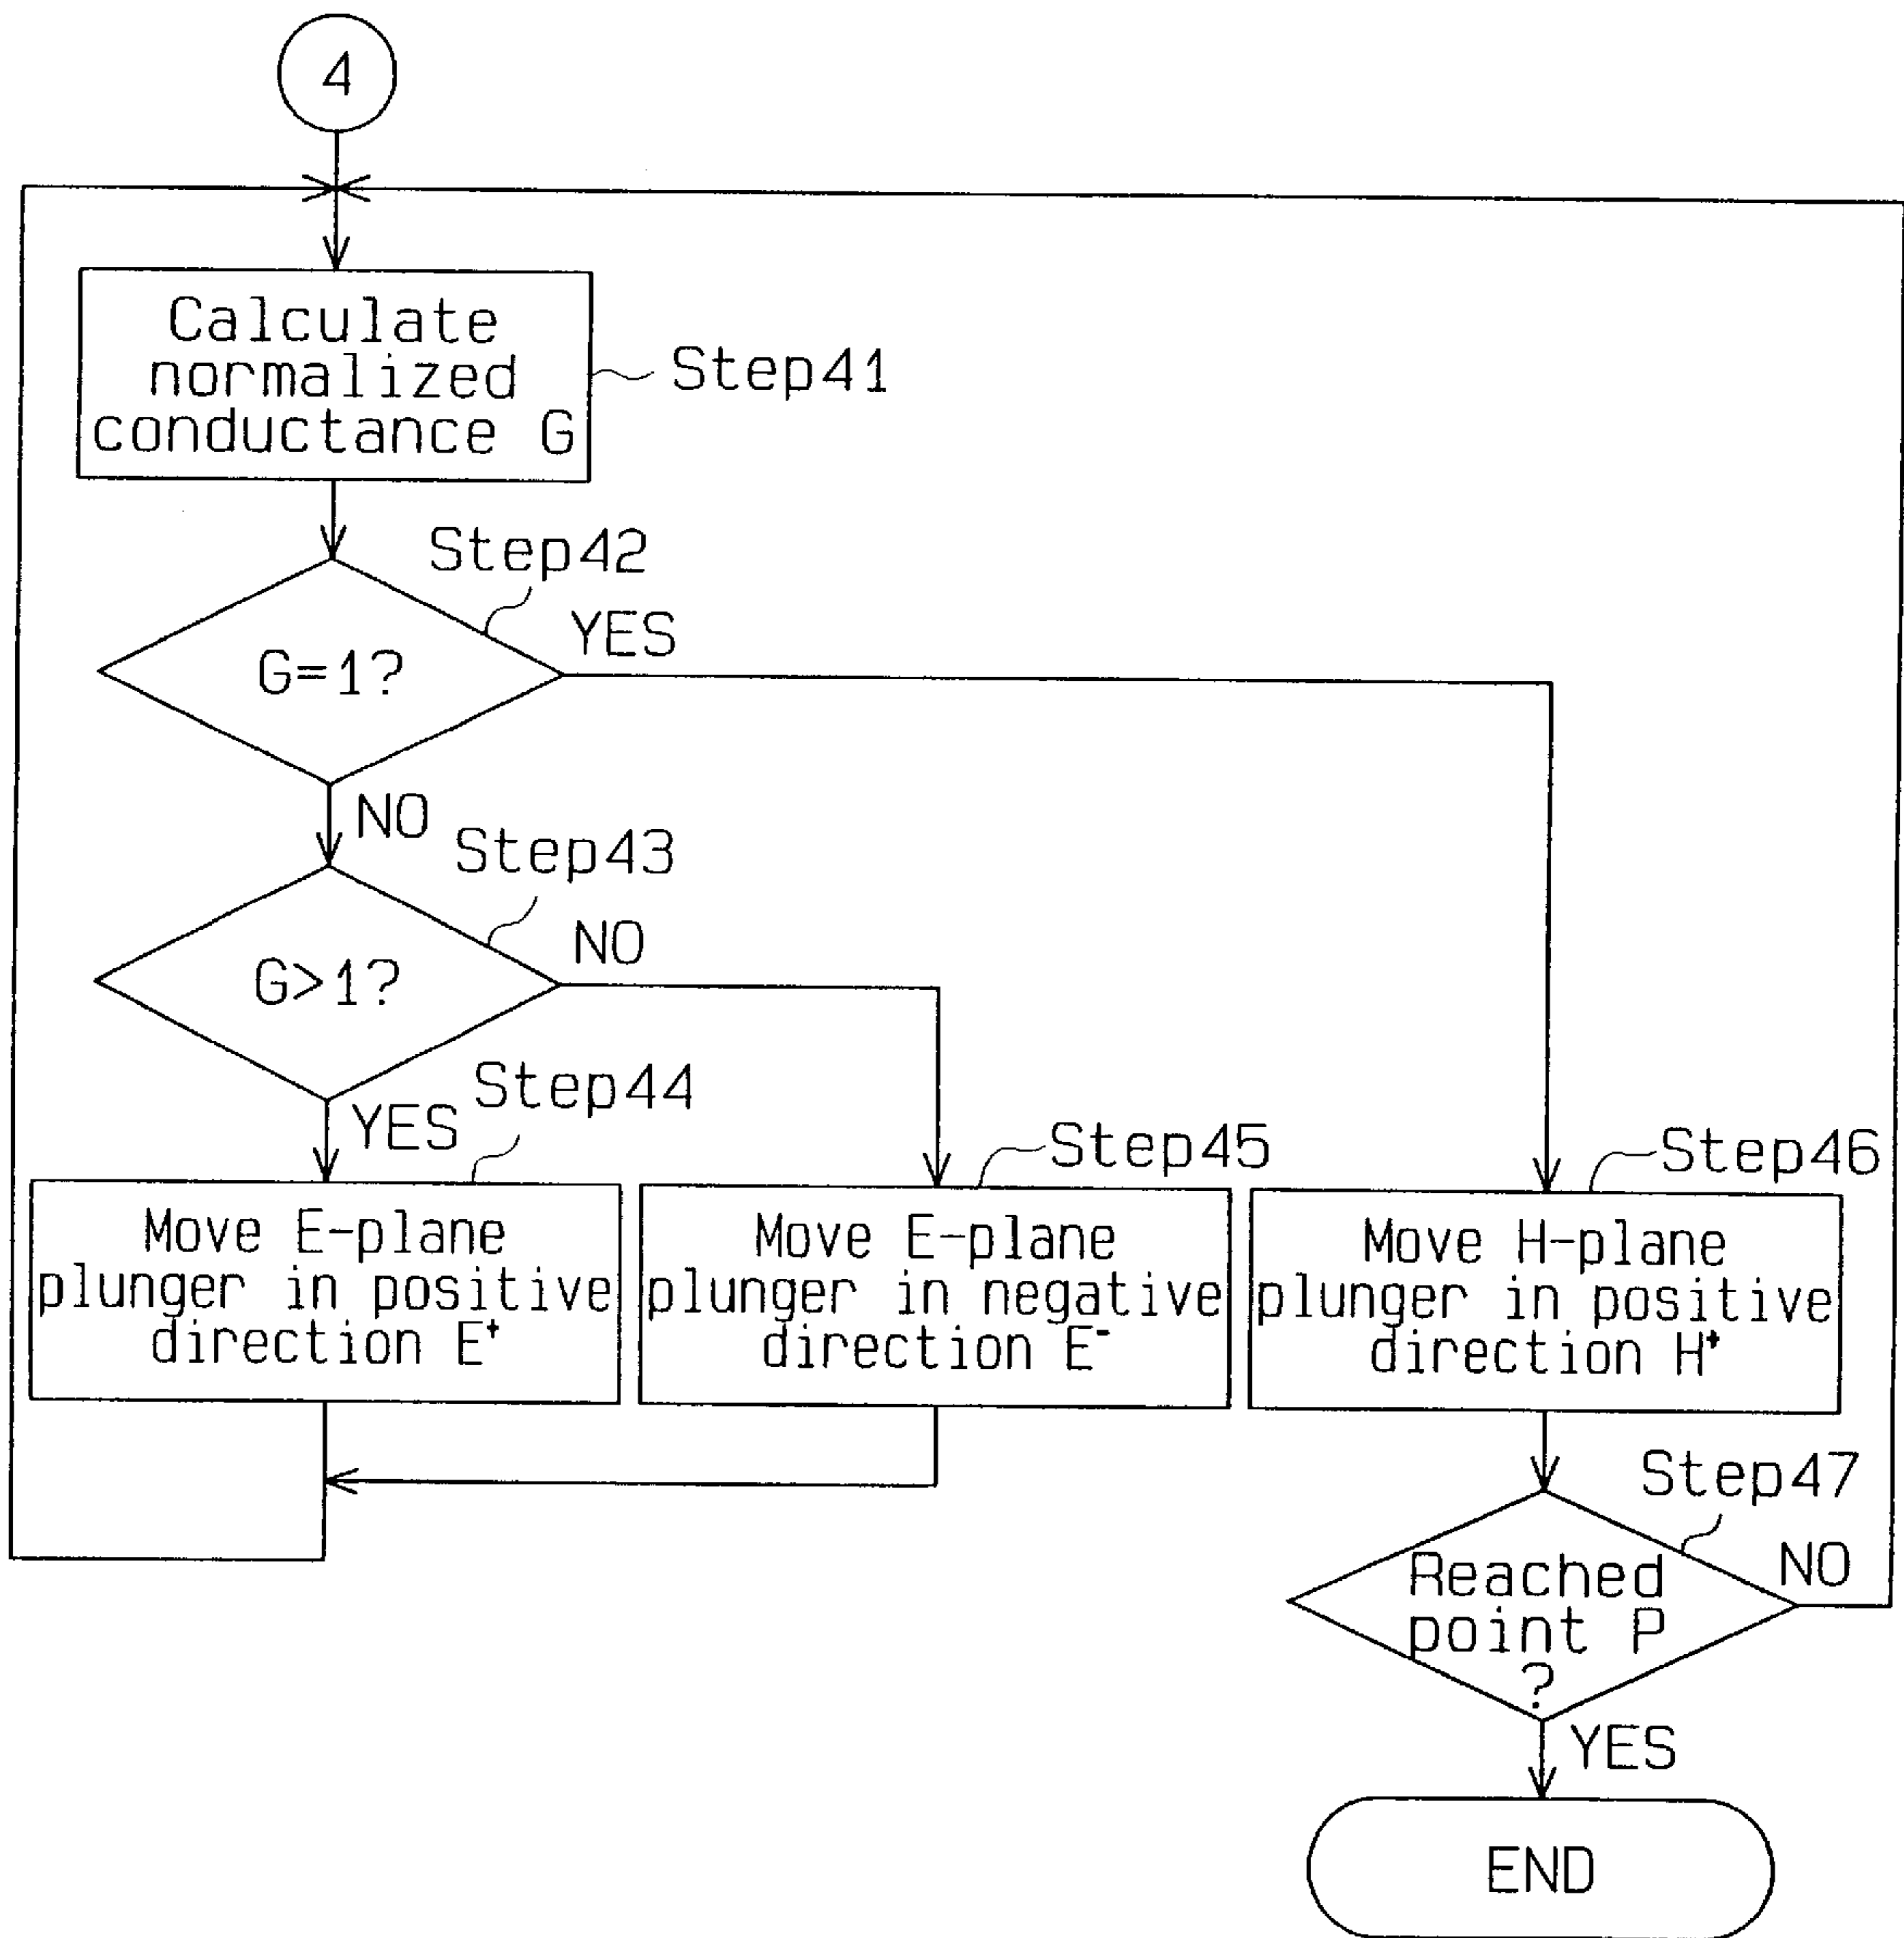 4
Calculate
normalized
conductance G
Step41
Step42
YES
G=1?
NO
Step43
NO
G>1?
YES
Step44
Step45
Step46
Move E-plane
plunger in positive
direction E⁺
Move E-plane
plunger in negative
direction E⁻
Move H-plane
plunger in positive
direction H⁺
Step47
NO
Reached
point P
?
YES
END